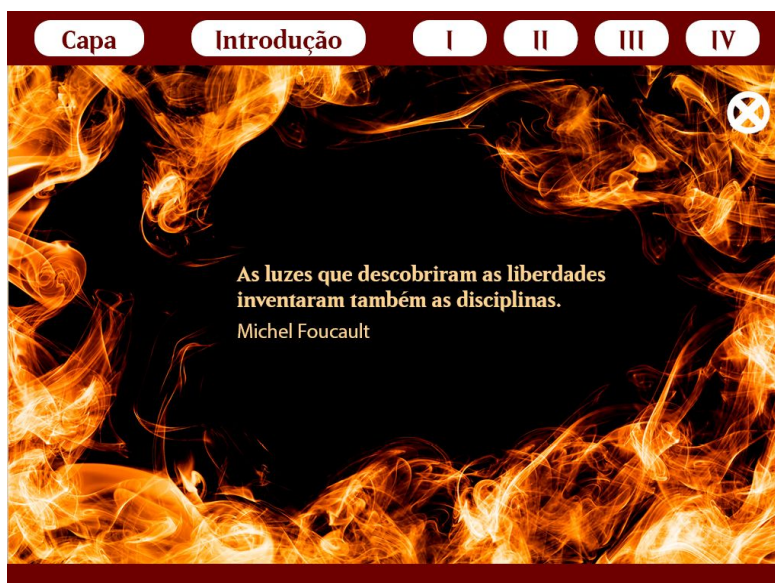 Capa Introdução I II III IV
As luzes que descobriram as liberdades
inventaram também as disciplinas.
Michel Foucault